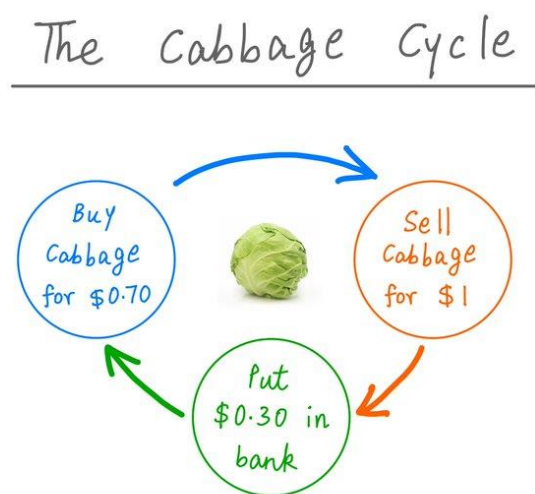 The Cabbage Cycle
Buy
Cabbage
for $0.70
Sell
Cabbage
for $1
Put
$0.30 in
bank